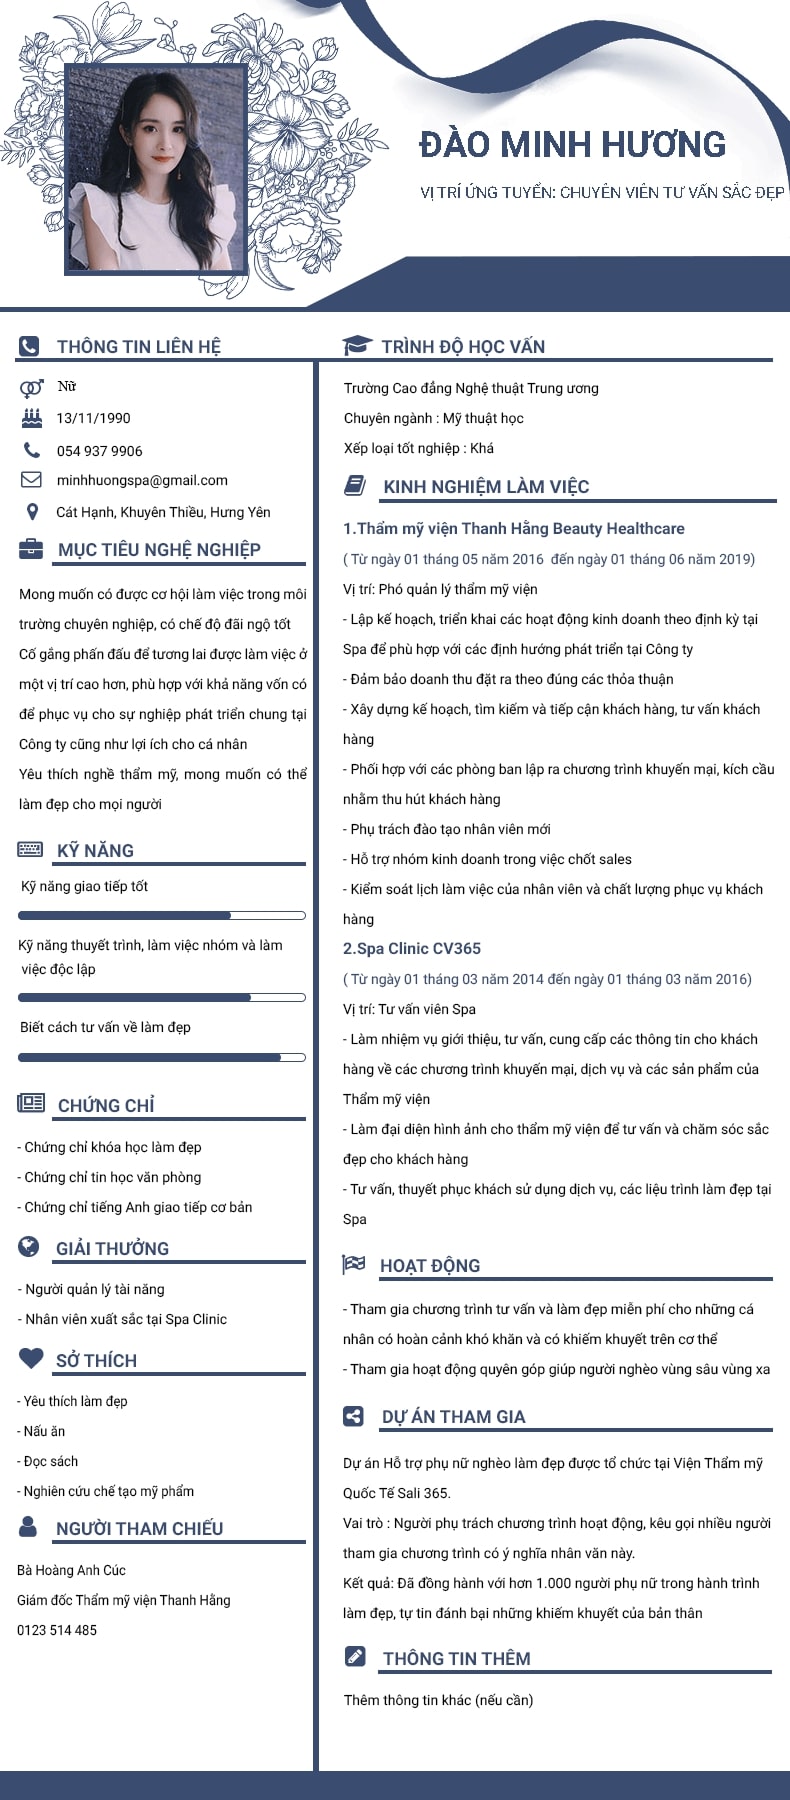 ĐÀO MINH HƯƠNG
VỊ TRÍ ỨNG TUYỂN: CHUYÊN VIÊN TƯ VẤN SẮC ĐẸP
THÔNG TIN LIÊN HỆ
Nữ
13/11/1990
054 937 9906
minhhuongspa@gmail.com
Cát Hạnh, Khuyên Thiều, Hưng Yên
MỤC TIÊU NGHỆ NGHIỆP
Mong muốn có được cơ hội làm việc trong môi
trường chuyên nghiệp, có chế độ đãi ngộ tốt
Cố gắng phấn đấu để tương lai được làm việc ở
một vị trí cao hơn, phù hợp với khả năng vốn có
để phục vụ cho sự nghiệp phát triển chung tại
Công ty cũng như lợi ích cho cá nhân
Yêu thích nghề thẩm mỹ, mong muốn có thể
làm đẹp cho mọi người
KỸ NĂNG
Kỹ năng giao tiếp tốt
Kỹ năng thuyết trình, làm việc nhóm và làm
việc độc lập
Biết cách tư vấn về làm đẹp
CHỨNG CHỈ
- Chứng chỉ khóa học làm đẹp
- Chứng chỉ tin học văn phòng
- Chứng chỉ tiếng Anh giao tiếp cơ bản
GIẢI THƯỞNG
- Người quản lý tài năng
- Nhân viên xuất sắc tại Spa Clinic
SỞ THÍCH
- Yêu thích làm đẹp
- Nấu ăn
- Đọc sách
- Nghiên cứu chế tạo mỹ phẩm
NGƯỜI THAM CHIẾU
Bà Hoàng Anh Cúc
Giám đốc Thẩm mỹ viện Thanh Hằng
0123 514 485
TRÌNH ĐỘ HỌC VẤN
Trường Cao đẳng Nghệ thuật Trung ương
Chuyên ngành : Mỹ thuật học
Xếp loại tốt nghiệp : Khá
KINH NGHIỆM LÀM VIỆC
1.Thẩm mỹ viện Thanh Hằng Beauty Healthcare
( Từ ngày 01 tháng 05 năm 2016 đến ngày 01 tháng 06 năm 2019)
Vị trí: Phó quản lý thẩm mỹ viện
- Lập kế hoạch, triển khai các hoạt động kinh doanh theo định kỳ tại
Spa để phù hợp với các định hướng phát triển tại Công ty
- Đảm bảo doanh thu đặt ra theo đúng các thỏa thuận
- Xây dựng kế hoạch, tìm kiếm và tiếp cận khách hàng, tư vấn khách
hàng
- Phối hợp với các phòng ban lập ra chương trình khuyến mại, kích cầu
nhằm thu hút khách hàng
- Phụ trách đào tạo nhân viên mới
- Hỗ trợ nhóm kinh doanh trong việc chốt sales
- Kiểm soát lịch làm việc của nhân viên và chất lượng phục vụ khách
hàng
2.Spa Clinic CV365
( Từ ngày 01 tháng 03 năm 2014 đến ngày 01 tháng 03 năm 2016)
Vị trí: Tư vấn viên Spa
- Làm nhiệm vụ giới thiệu, tư vấn, cung cấp các thông tin cho khách
hàng về các chương trình khuyến mại, dịch vụ và các sản phẩm của
Thẩm mỹ viện
- Làm đại diện hình ảnh cho thẩm mỹ viện để tư vấn và chăm sóc sắc
đẹp cho khách hàng
- Tư vấn, thuyết phục khách sử dụng dịch vụ, các liệu trình làm đẹp tại
Spa
HOẠT ĐỘNG
- Tham gia chương trình tư vấn và làm đẹp miễn phí cho những cá
nhân có hoàn cảnh khó khăn và có khiếm khuyết trên cơ thể
- Tham gia hoạt động quyên góp giúp người nghèo vùng sâu vùng xa
DỰ ÁN THAM GIA
Dự án Hỗ trợ phụ nữ nghèo làm đẹp được tổ chức tại Viện Thẩm mỹ
Quốc Tế Sali 365.
Vai trò : Người phụ trách chương trình hoạt động, kêu gọi nhiều người
tham gia chương trình có ý nghĩa nhân văn này.
Kết quả: Đã đồng hành với hơn 1.000 người phụ nữ trong hành trình
làm đẹp, tự tin đánh bại những khiếm khuyết của bản thân
THÔNG TIN THÊM
Thêm thông tin khác (nếu cần)